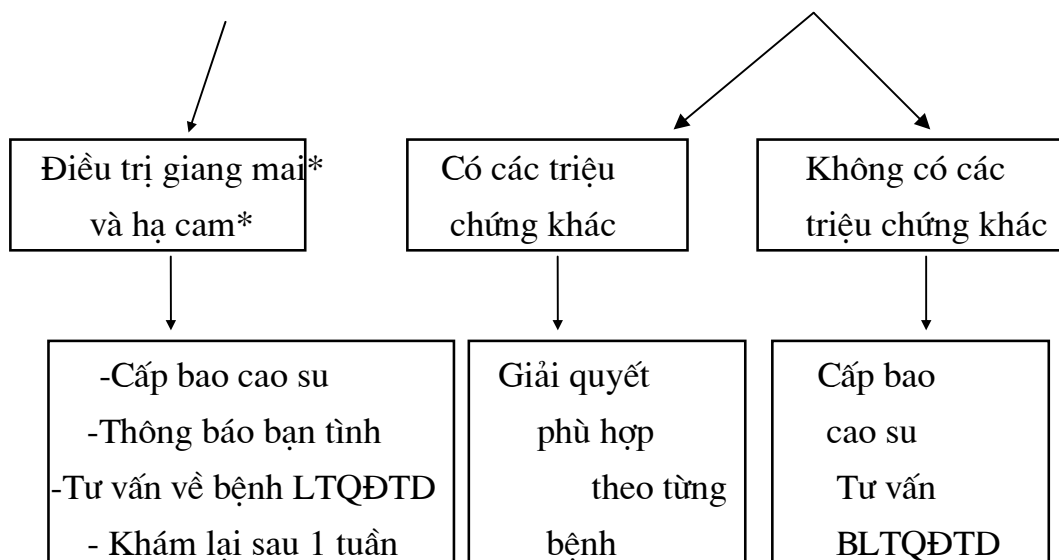 Điều trị giang mai*
và hạ cam*
Có các triệu
chứng khác
Không có các
triệu chứng khác
-Cấp bao cao su
-Thông báo bạn tình
-Tư vấn về bệnh LTQĐTD
- Khám lại sau 1 tuần
Giải quyết
phù hợp
theo từng
bệnh
Cấp bao
cao su
Tư vấn
BLTQĐTD